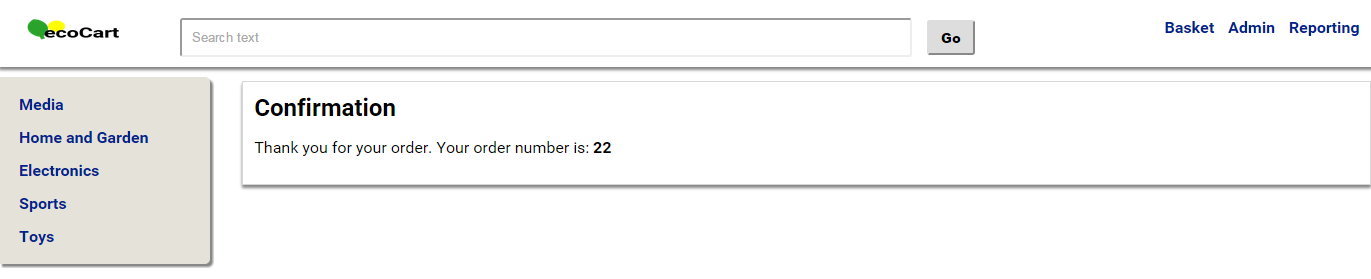 ecoCart
Search text
Go
Basket Admin Reporting
Media
Home and Garden
Electronics
Sports
Toys
Confirmation
Thank you for your order. Your order number is: 22